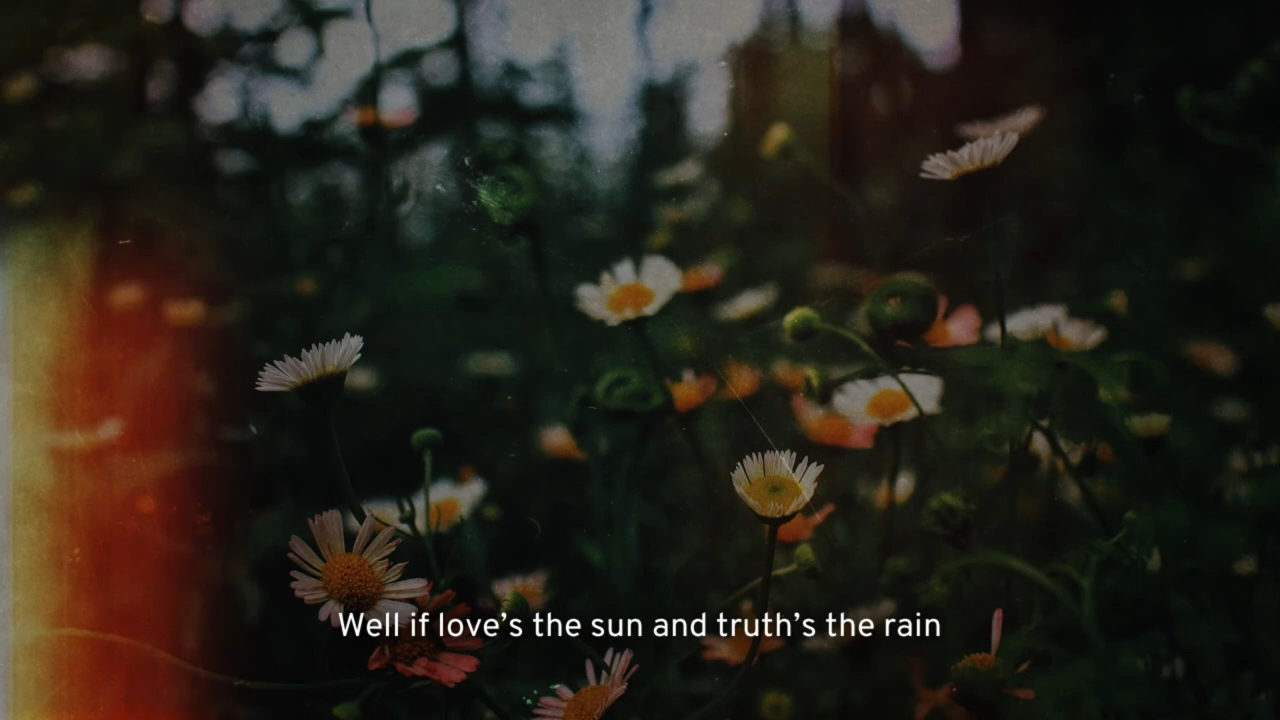 Well if love’s the sun and truth’s the rain